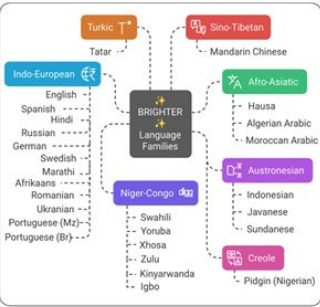 Turkic
Tatar
Sino-Tibetan
Mandarin Chinese
Indo-European
English
Spanish
Hindi
Russian
German
Swedish
Marathi
Afrikaans
Romanian
Ukranian
Portuguese (Mz)
Portuguese (Br)
BRIGHTER
Language
Families
Afro-Asiatic
Hausa
Algerian Arabic
Moroccan Arabic
Austronesian
Indonesian
Javanese
Sundanese
Niger-Congo
Swahili
Yoruba
Xhosa
Zulu
Kinyarwanda
Igbo
Creole
Pidgin (Nigerian)